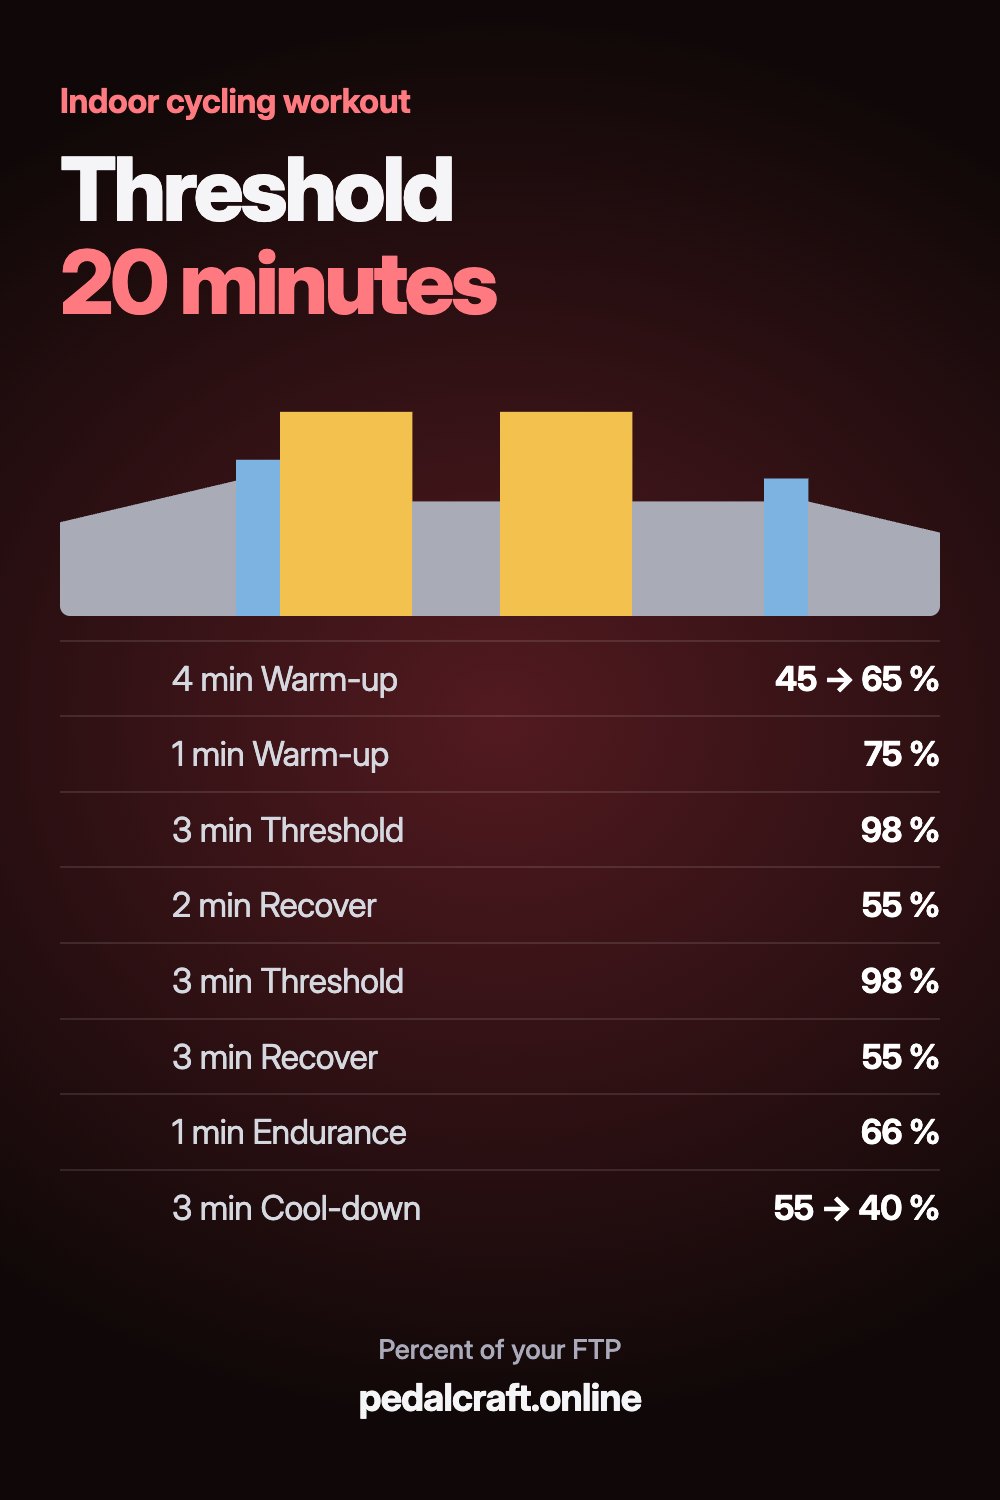 Indoor cycling workout
Threshold
20 minutes
4 min Warm-up 45 → 65 %
1 min Warm-up 75 %
3 min Threshold 98 %
2 min Recover 55 %
3 min Threshold 98 %
3 min Recover 55 %
1 min Endurance 66 %
3 min Cool-down 55 → 40 %
Percent of your FTP
pedalcraft.online